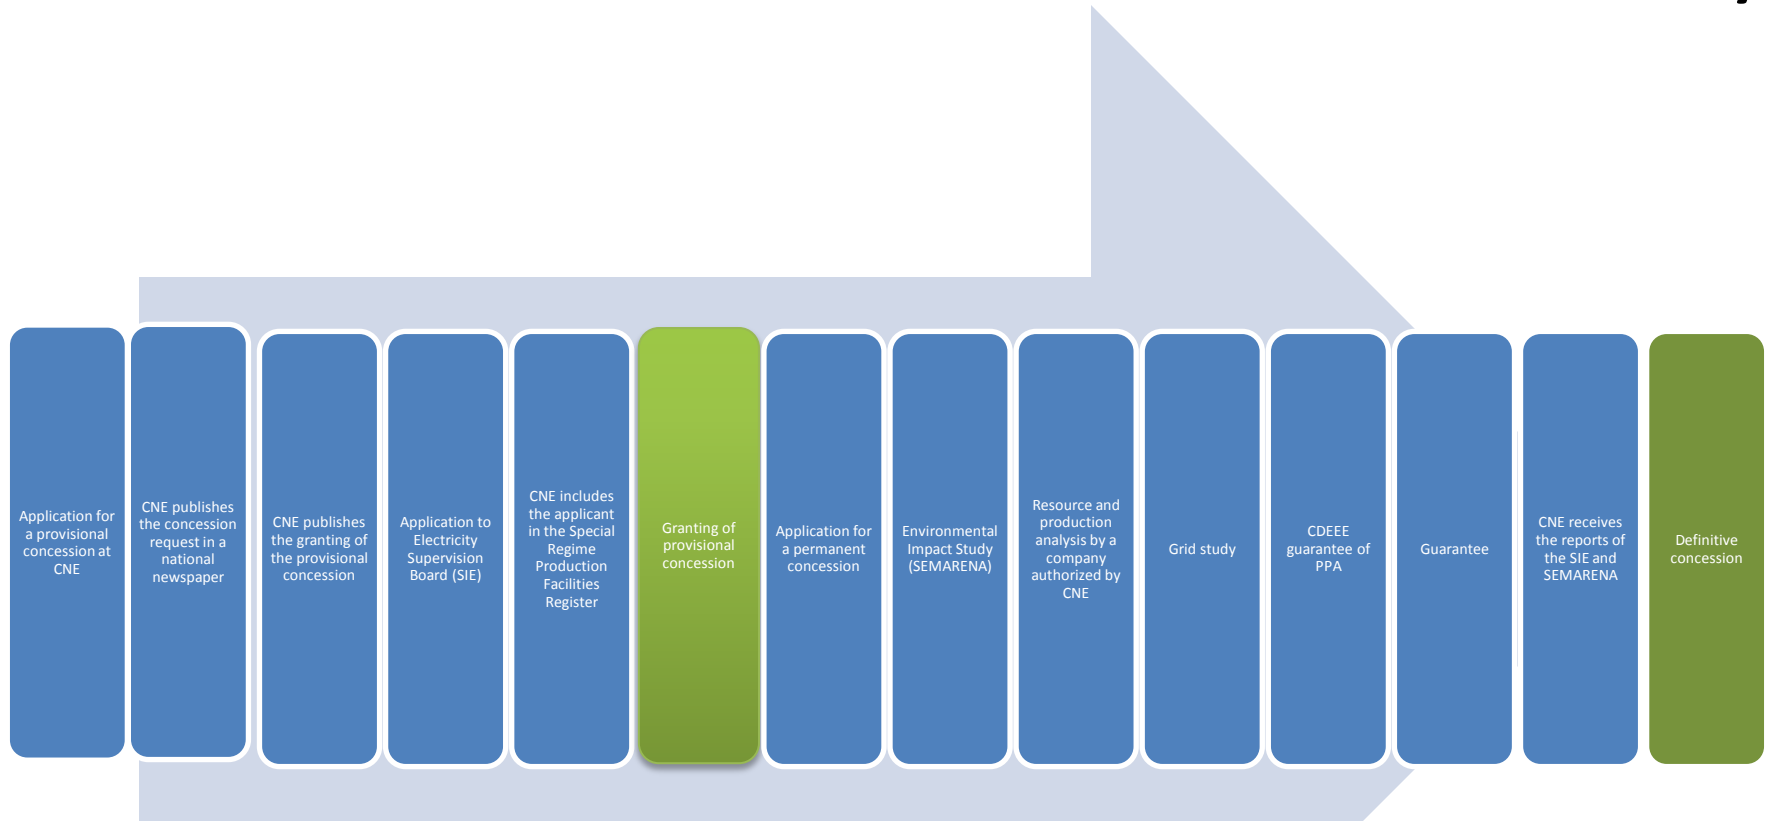 Application for
a provisional
concession at
CNE
CNE publishes
the concession
request in a
national
newspaper
CNE publishes
the granting of
the provisional
concession
Application to
Electricity
Supervision
Board (SIE)
CNE includes
the applicant
in the Special
Regime
Production
Facilities
Register
Granting of
provisional
concession
Application for
a permanent
concession
Environmental
Impact Study
(SEMARENA)
Resource and
production
analysis by a
company
authorized by
CNE
Grid study
CDEEE
guarantee of
PPA
Guarantee
CNE receives
the reports of
the SIE and
SEMARENA
Definitive
concession